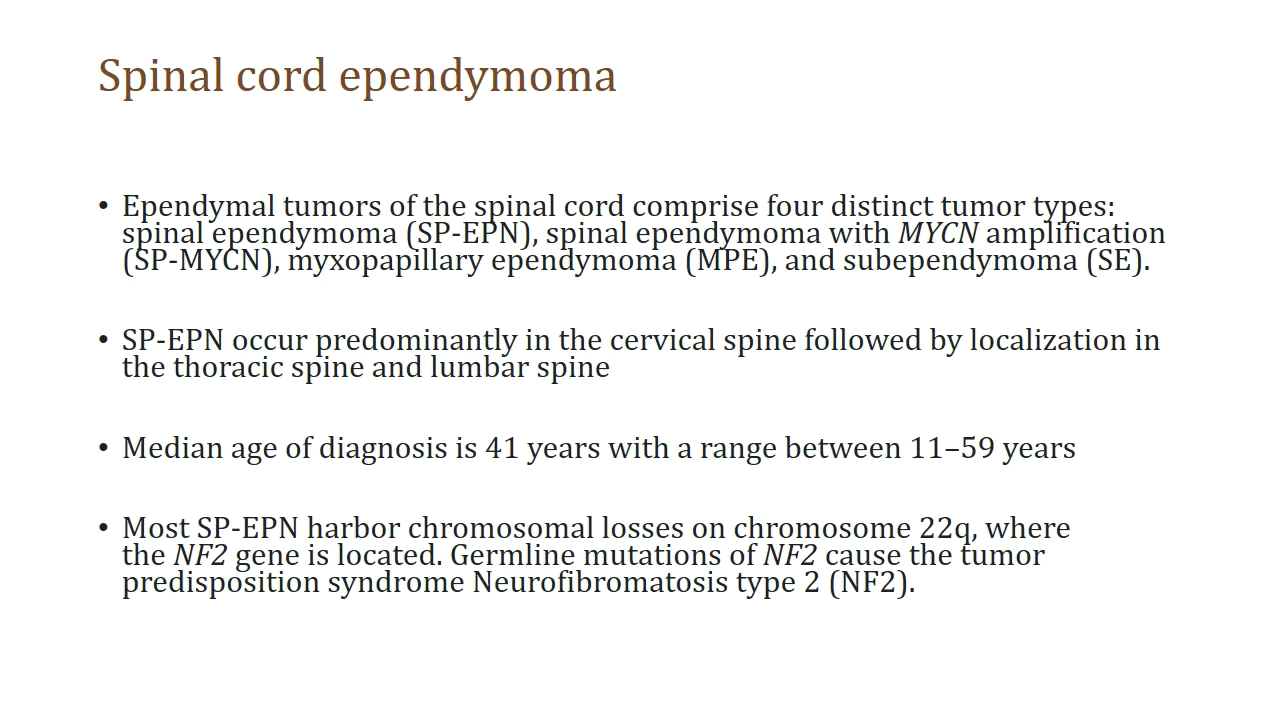 Spinal cord ependymoma
• Ependymal tumors of the spinal cord comprise four distinct tumor types:
spinal ependymoma (SP-EPN), spinal ependymoma with MYCN amplification
(SP-MYCN), myxopapillary ependymoma (MPE), and subependymoma (SE).
• SP-EPN occur predominantly in the cervical spine followed by localization in
the thoracic spine and lumbar spine
• Median age of diagnosis is 41 years with a range between 11–59 years
• Most SP-EPN harbor chromosomal losses on chromosome 22q, where
the NF2 gene is located. Germline mutations of NF2 cause the tumor
predisposition syndrome Neurofibromatosis type 2 (NF2).